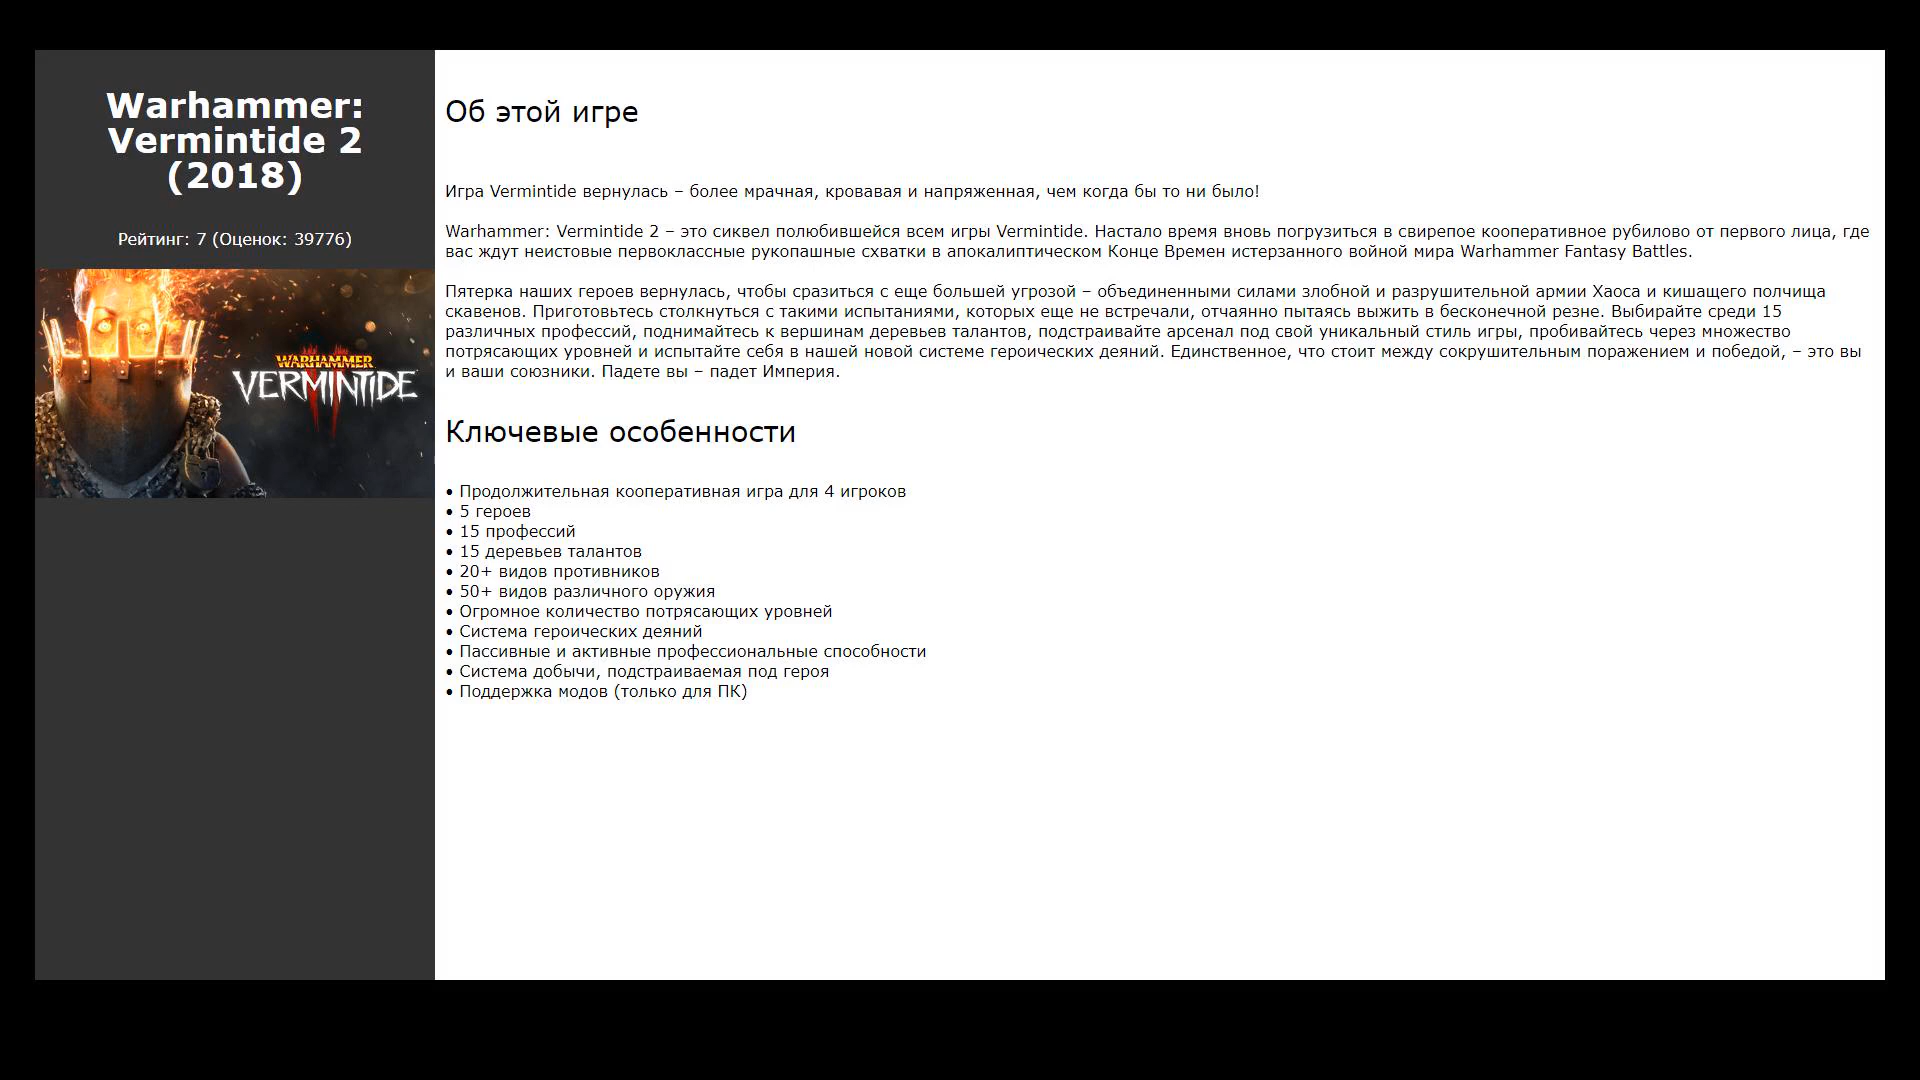 Warhammer:
Vermintide 2
(2018)
Рейтинг: 7 (Оценок: 39776)
WARHAMMER
VERMINTIDE
Об этой игре
Игра Vermintide вернулась – более мрачная, кровавая и напряженная, чем когда бы то ни было!
Warhammer: Vermintide 2 – это сиквел полюбившейся всем игры Vermintide. Настало время вновь погрузиться в свирепое кооперативное рубилово от первого лица, где
вас ждут неистовые первоклассные рукопашные схватки в апокалиптическом Конце Времен истерзанного войной мира Warhammer Fantasy Battles.
Пятерка наших героев вернулась, чтобы сразиться с еще большей угрозой – объединенными силами злобной и разрушительной армии Хаоса и кишащего полчища
скавенов. Приготовьтесь столкнуться с такими испытаниями, которых еще не встречали, отчаянно пытаясь выжить в бесконечной резне. Выбирайте среди 15
различных профессий, поднимайтесь к вершинам деревьев талантов, подстраивайте арсенал под свой уникальный стиль игры, пробивайтесь через множество
потрясающих уровней и испытайте себя в нашей новой системе героических деяний. Единственное, что стоит между сокрушительным поражением и победой, – это вы
и ваши союзники. Падете вы – падет Империя.
Ключевые особенности
• Продолжительная кооперативная игра для 4 игроков
• 5 героев
• 15 профессий
• 15 деревьев талантов
• 20+ видов противников
• 50+ видов различного оружия
• Огромное количество потрясающих уровней
• Система героических деяний
• Пассивные и активные профессиональные способности
• Система добычи, подстраиваемая под героя
• Поддержка модов (только для ПК)